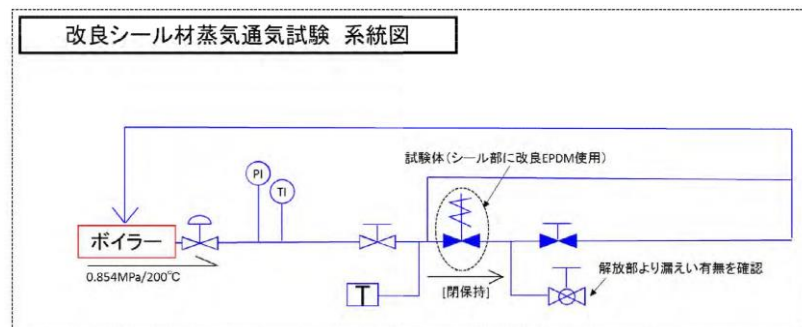 改良シール材蒸気通気試験 系統図
試験体(シール部に改良EPDM使用)
PI
TI
ボイラー
0.854MPa/200℃
T
[閉保持]
解放部より漏えい有無を確認